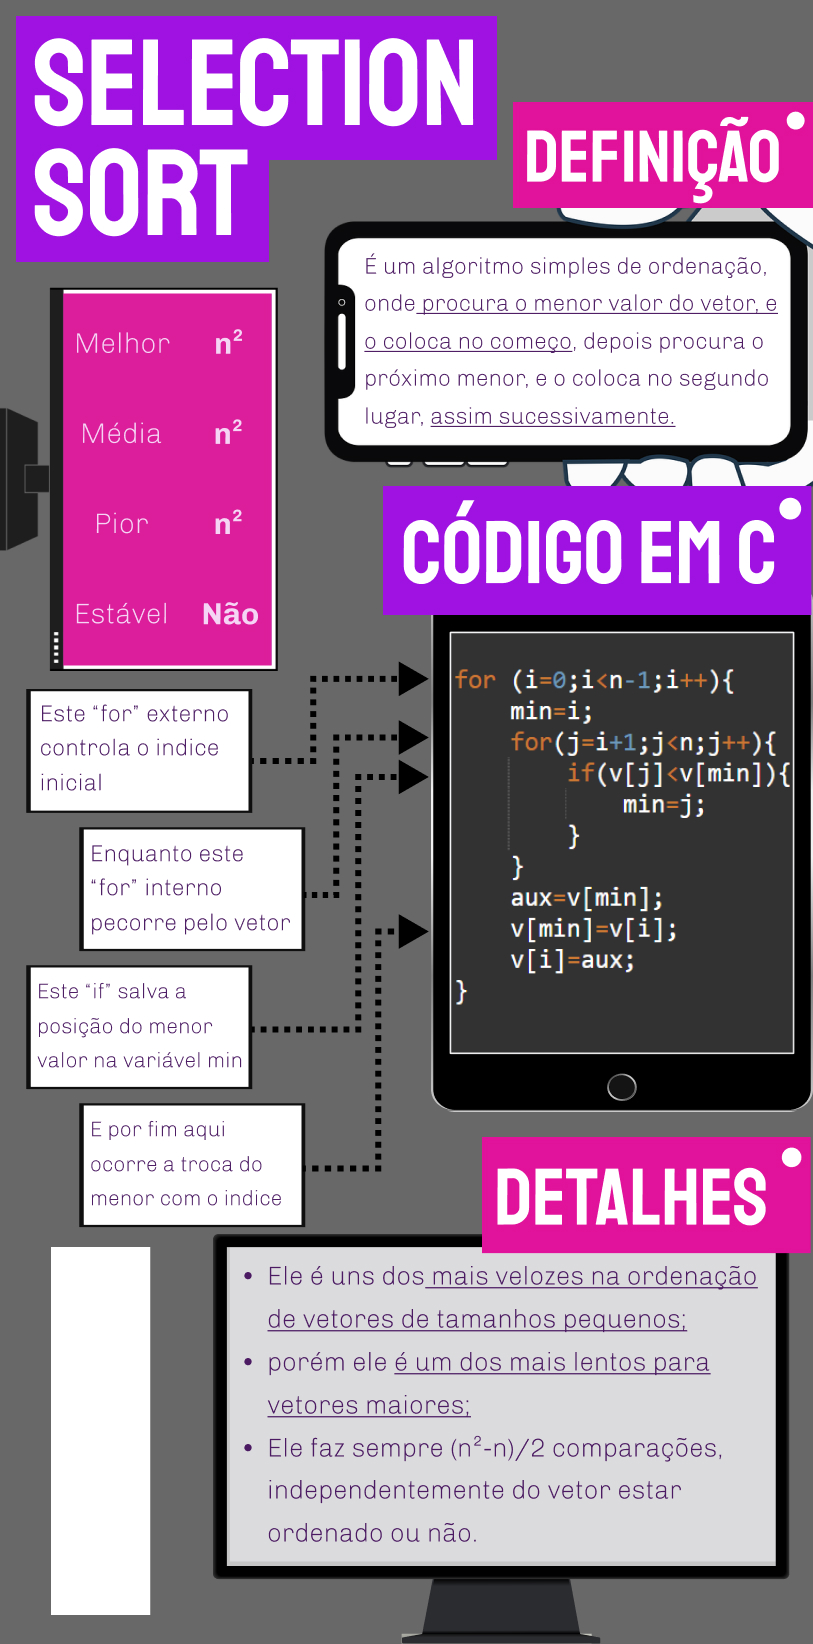 SELECTION
SORT
DEFINIÇÃO
É um algoritmo simples de ordenação,
onde procura o menor valor do vetor, e
o coloca no começo, depois procura o
próximo menor, e o coloca no segundo
lugar, assim sucessivamente.
Melhor n²
Média n²
Pior n²
Estável Não
CÓDIGO EM C
for (i=0;i<n-1;i++){
min=i;
for(j=i+1;j<n;j++){
if(v[j]<v[min]){
min=j;
}
}
aux=v[min];
v[min]=v[i];
v[i]=aux;
}
Este “for” externo
controla o indice
inicial
Enquanto este
“for” interno
pecorre pelo vetor
Este “if” salva a
posição do menor
valor na variável min
E por fim aqui
ocorre a troca do
menor com o indice
DETALHES
• Ele é uns dos mais velozes na ordenação
de vetores de tamanhos pequenos;
• porém ele é um dos mais lentos para
vetores maiores;
• Ele faz sempre (n²-n)/2 comparações,
independentemente do vetor estar
ordenado ou não.